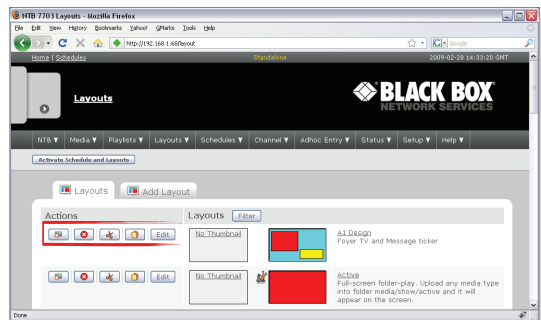 NTB 7703 Layouts - Mozilla Firefox
File Edit View History Bookmarks Yahoo! GMarks Tools Help
http://192.168.1.68/layout
Google
Home | Schedules Standalone 2009-02-28 14:33:20 GMT
Layouts
BLACK BOX
NETWORK SERVICES
NTB Media Playlists Layouts Schedules Channel Adhoc Entry Status Setup Help
Activate Schedule and Layouts
Layouts Add Layout
Actions Layouts Filter
Edit No Thumbnail A1 Design
Foyer TV and Message ticker
Edit No Thumbnail Active
Full-screen folder-play. Upload any media type
into folder media/show/active and it will
appear on the screen.
Done